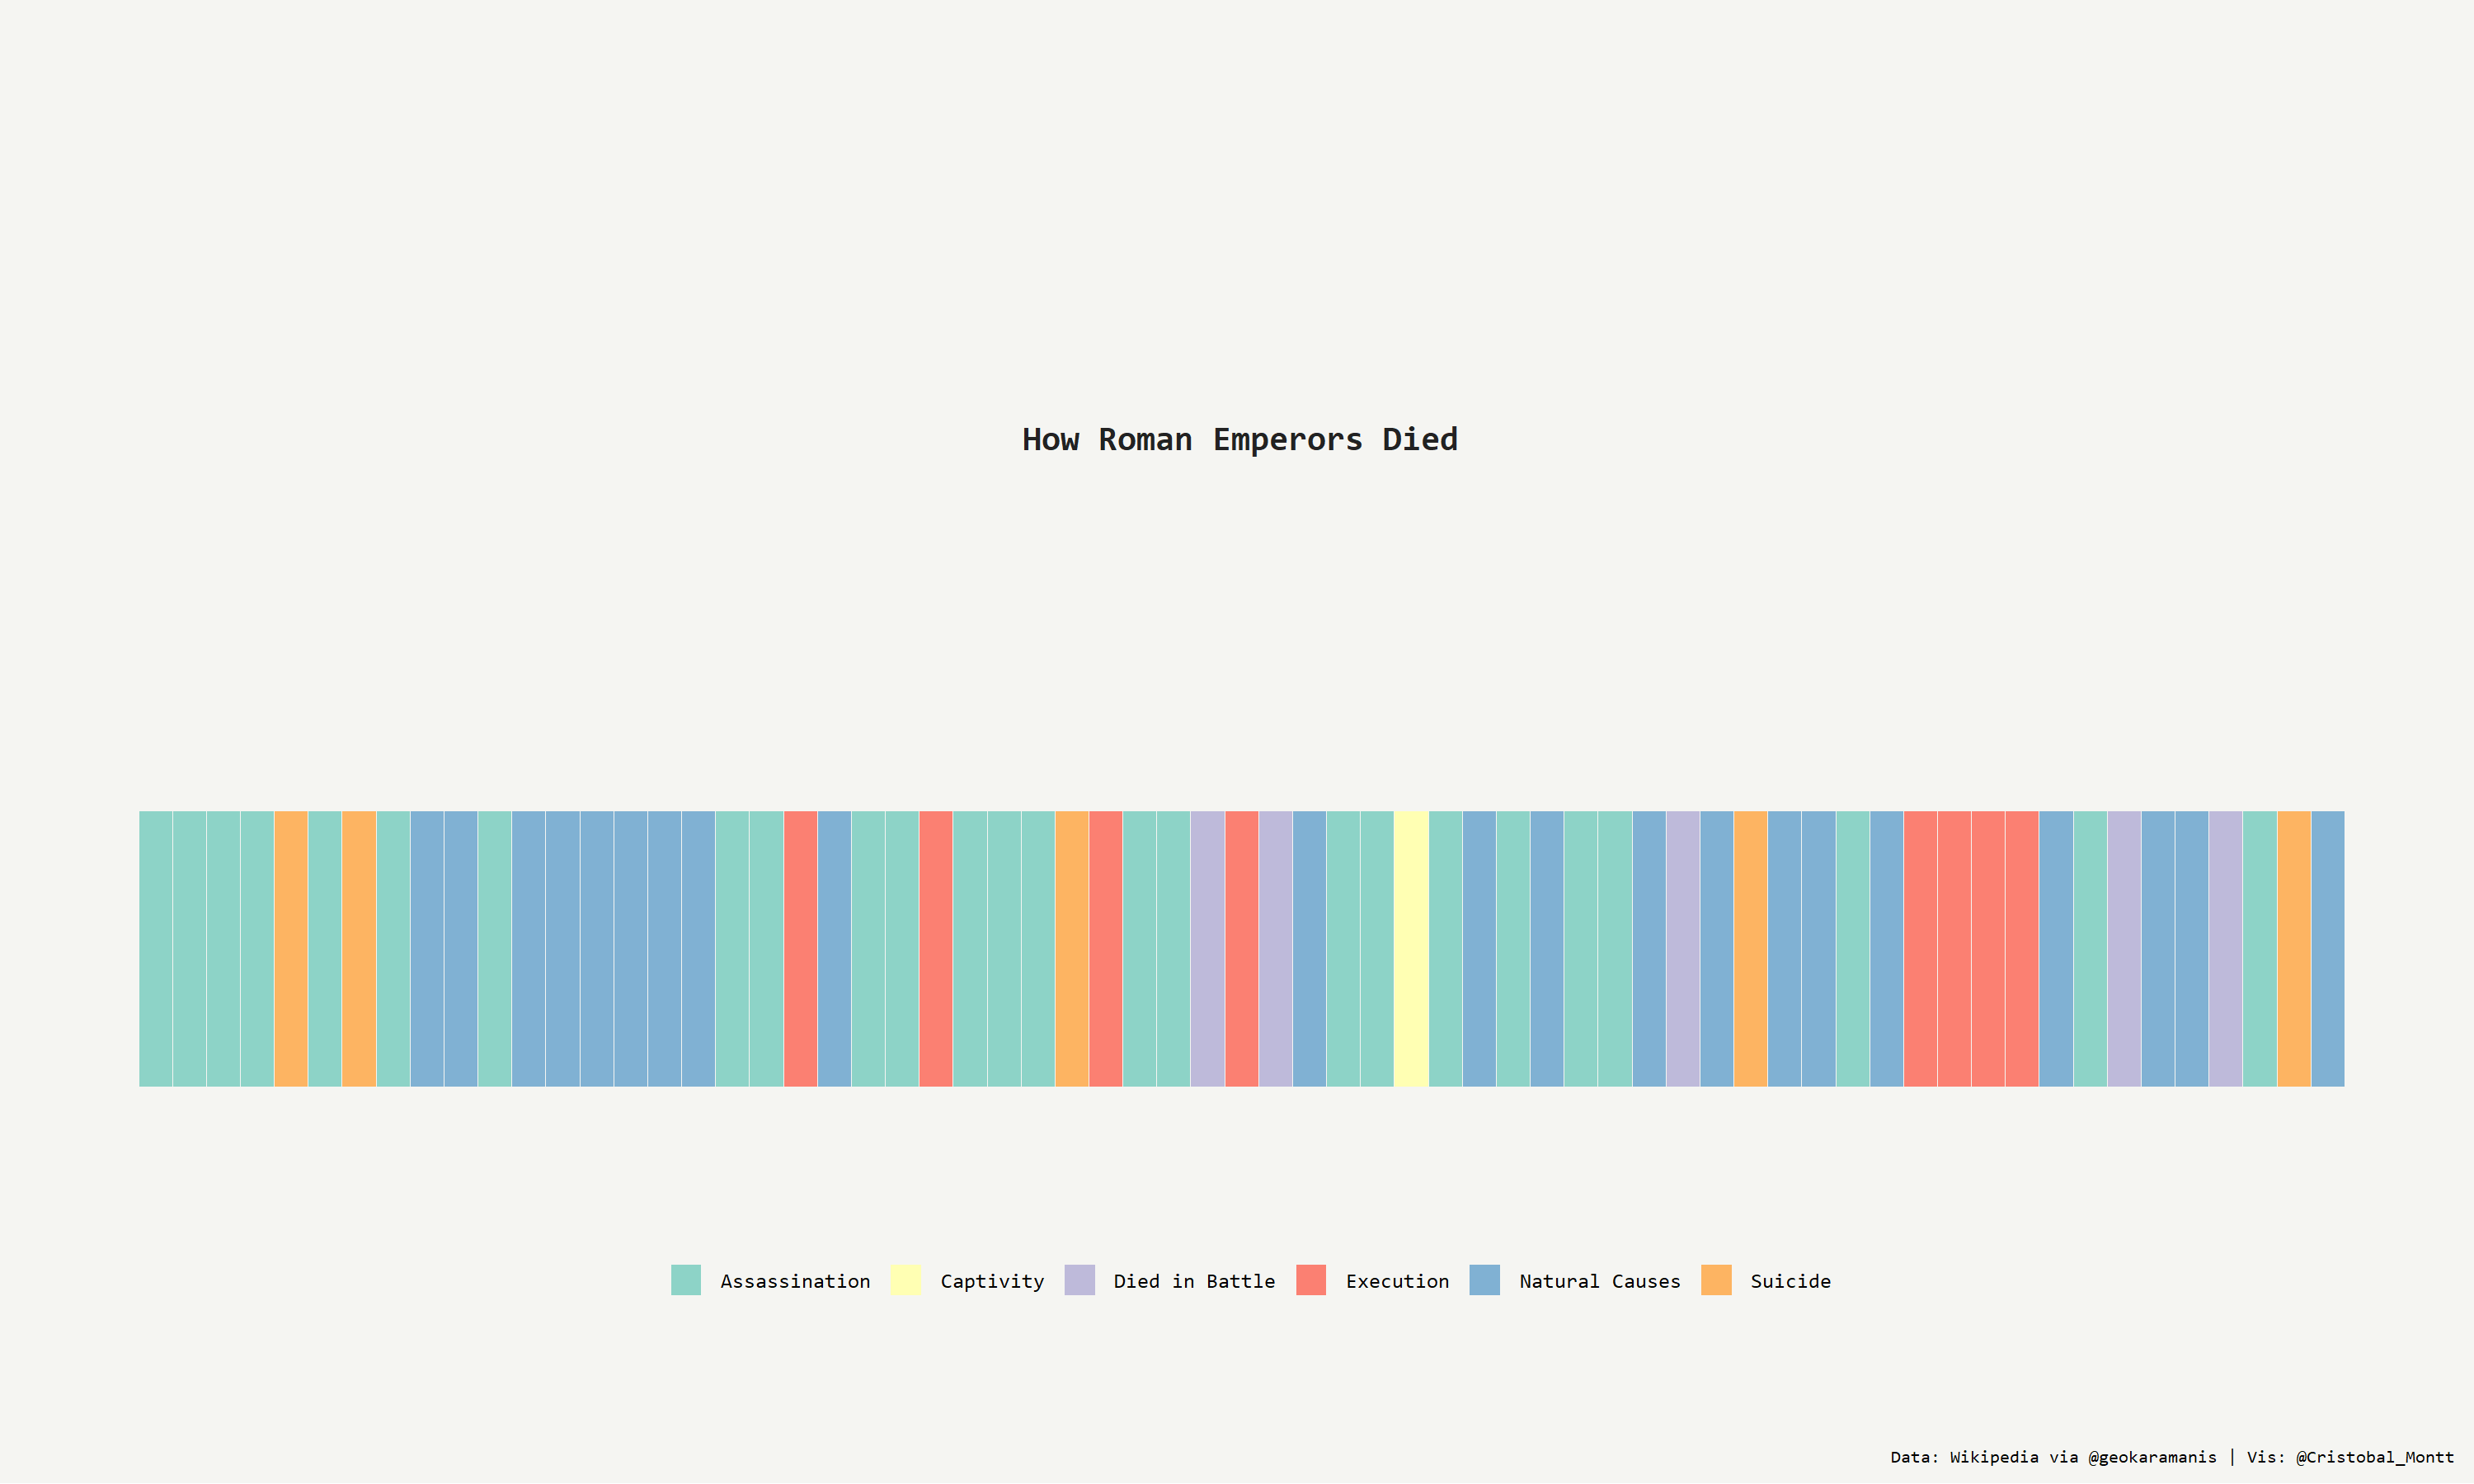 How Roman Emperors Died
Assassination Captivity Died in Battle Execution Natural Causes Suicide
Data: Wikipedia via @geokaramanis | Vis: @Cristobal_Montt